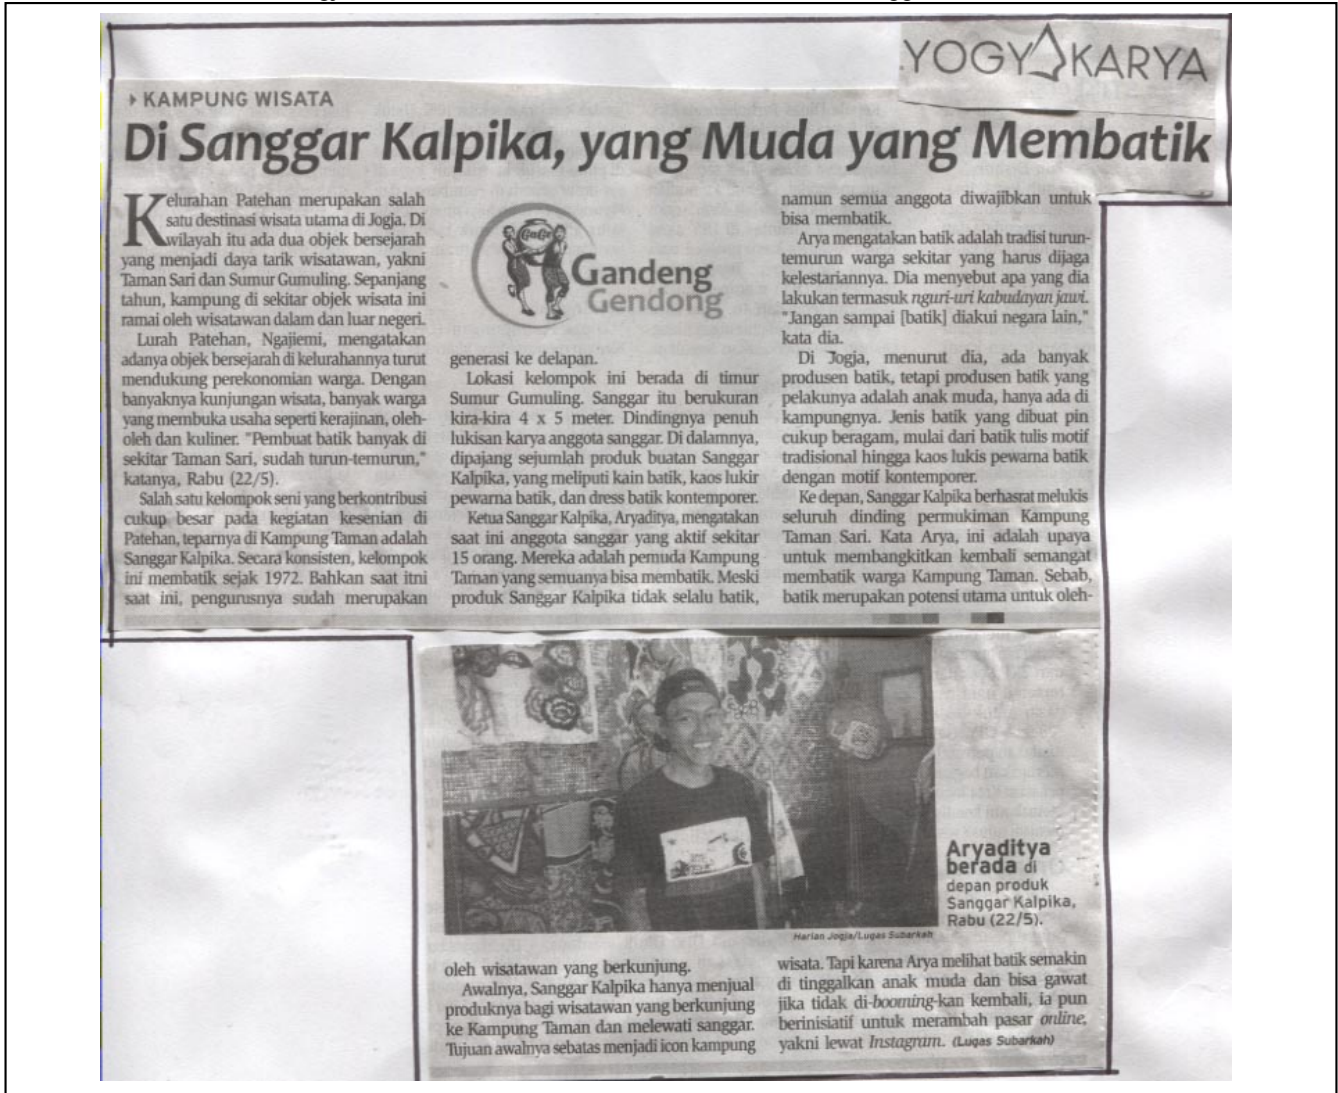 YOGYAKARYA
KAMPUNG WISATA
Di Sanggar Kalpika, yang Muda yang Membatik
Kelurahan Patehan merupakan salah
satu destinasi wisata utama di Jogja. Di
wilayah itu ada dua objek bersejarah
yang menjadi daya tarik wisatawan, yakni
Taman Sari dan Sumur Gumuling. Sepanjang
tahun, kampung di sekitar objek wisata ini
ramai oleh wisatawan dalam dan luar negeri.
Lurah Patehan, Ngajiemi, mengatakan
adanya objek bersejarah di kelurahannya turut
mendukung perekonomian warga. Dengan
banyaknya kunjungan wisata, banyak warga
yang membuka usaha seperti kerajinan, oleh-
oleh dan kuliner. "Pembuat batik banyak di
sekitar Taman Sari, sudah turun-temurun,"
katanya, Rabu (22/5).
Salah satu kelompok seni yang berkontribusi
cukup besar pada kegiatan kesenian di
Patehan, teparnya di Kampung Taman adalah
Sanggar Kalpika. Secara konsisten, kelompok
ini membatik sejak 1972. Bahkan saat itni
saat ini, pengurusnya sudah merupakan
GaGe
Gandeng
Gendong
generasi ke delapan.
Lokasi kelompok ini berada di timur
Sumur Gumuling. Sanggar itu berukuran
kira-kira 4 x 5 meter. Dindingnya penuh
lukisan karya anggota sanggar. Di dalamnya,
dipajang sejumlah produk buatan Sanggar
Kalpika, yang meliputi kain batik, kaos lukir
pewarna batik, dan dress batik kontemporer.
Ketua Sanggar Kalpika, Aryaditya, mengatakan
saat ini anggota sanggar yang aktif sekitar
15 orang. Mereka adalah pemuda Kampung
Taman yang semuanya bisa membatik. Meski
produk Sanggar Kalpika tidak selalu batik,
namun semua anggota diwajibkan untuk
bisa membatik.
Arya mengatakan batik adalah tradisi turun-
temurun warga sekitar yang harus dijaga
kelestariannya. Dia menyebut apa yang dia
lakukan termasuk nguri-uri kabudayan jawi.
"Jangan sampai [batik] diakui negara lain,"
kata dia.
Di Jogja, menurut dia, ada banyak
produsen batik, tetapi produsen batik yang
pelakunya adalah anak muda, hanya ada di
kampungnya. Jenis batik yang dibuat pin
cukup beragam, mulai dari batik tulis motif
tradisional hingga kaos lukis pewarna batik
dengan motif kontemporer.
Ke depan, Sanggar Kalpika berhasrat melukis
seluruh dinding permukiman Kampung
Taman Sari. Kata Arya, ini adalah upaya
untuk membangkitkan kembali semangat
membatik warga Kampung Taman. Sebab,
batik merupakan potensi utama untuk oleh-
Harian Jogja/Lugas Subarkah
Aryaditya
berada di
depan produk
Sanggar Kalpika,
Rabu (22/5).
oleh wisatawan yang berkunjung.
Awalnya, Sanggar Kalpika hanya menjual
produknya bagi wisatawan yang berkunjung
ke Kampung Taman dan melewati sanggar.
Tujuan awalnya sebatas menjadi icon kampung
wisata. Tapi karena Arya melihat batik semakin
di tinggalkan anak muda dan bisa gawat
jika tidak di-booming-kan kembali, ia pun
berinisiatif untuk merambah pasar online,
yakni lewat Instagram. (Lugas Subarkah)